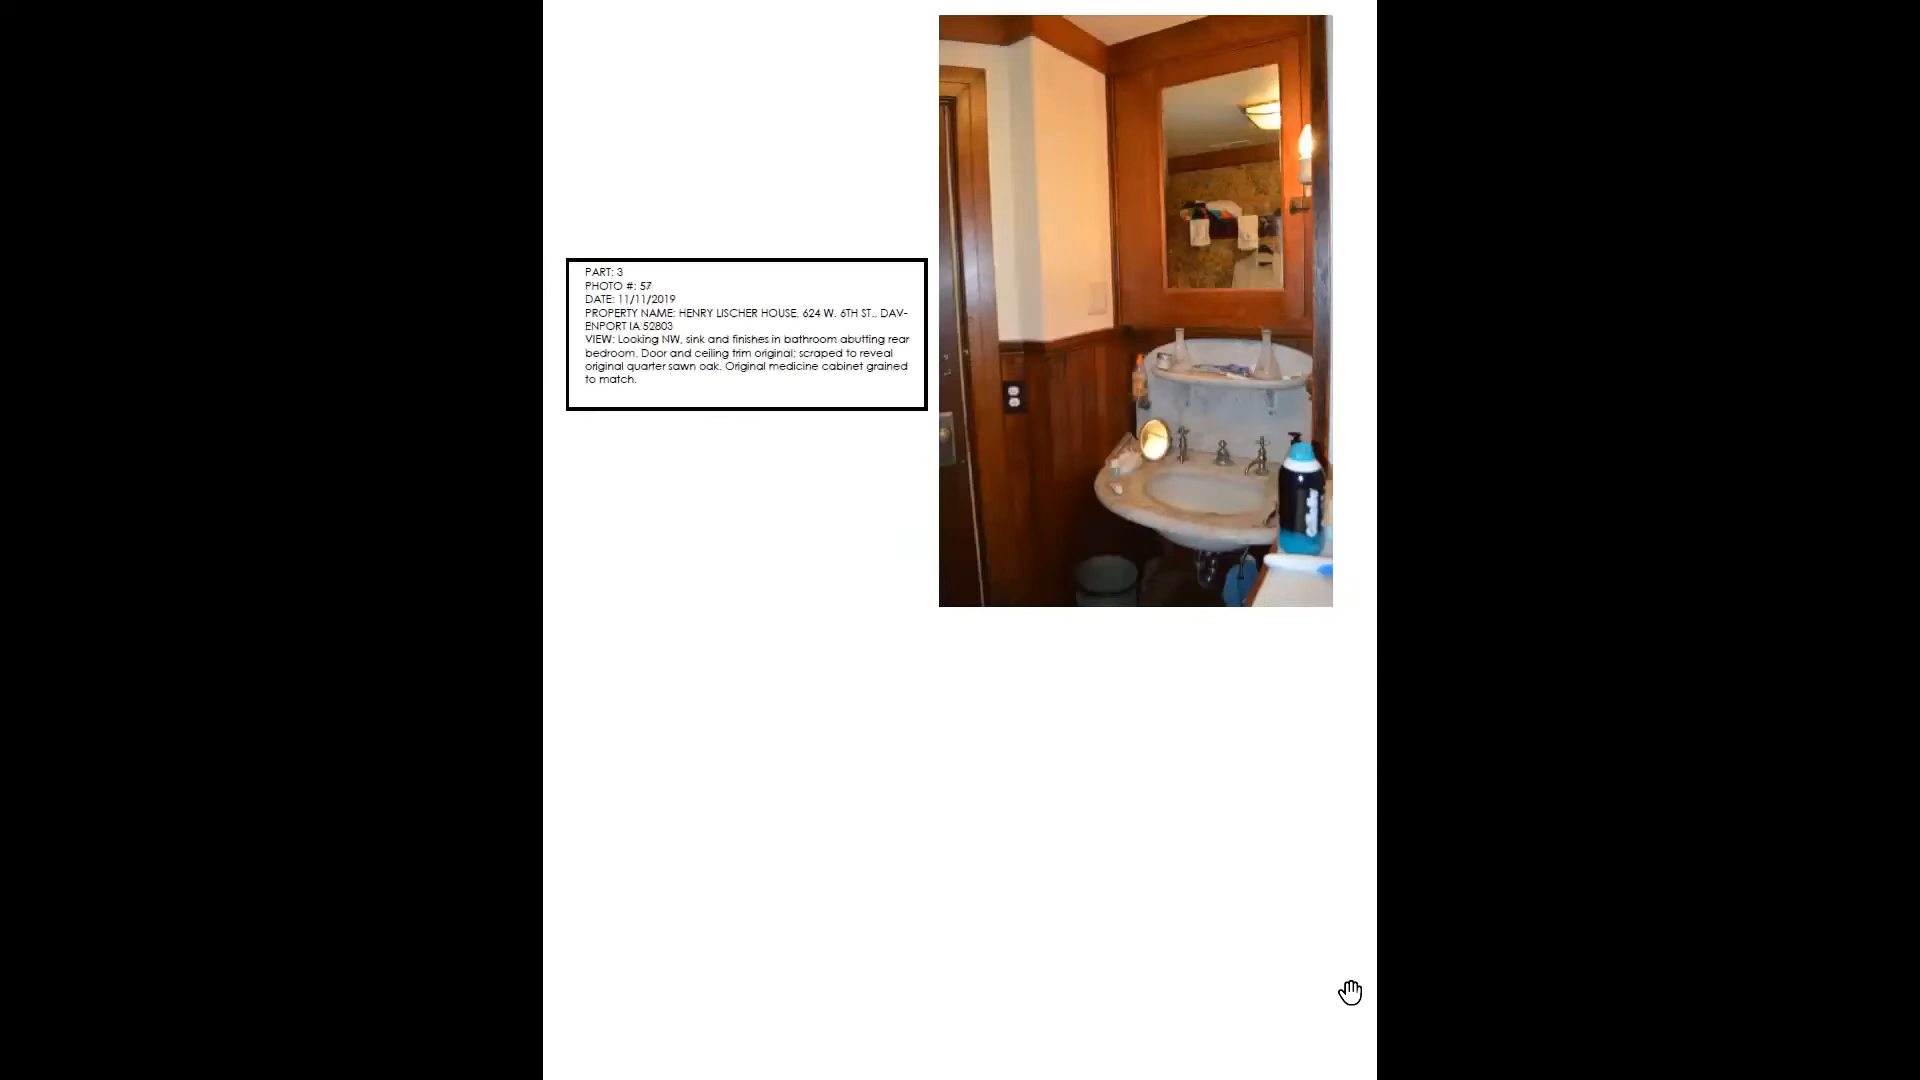 PART: 3
PHOTO #: 57
DATE: 11/11/2019
PROPERTY NAME: HENRY LISCHER HOUSE, 624 W. 6TH ST., DAV-
ENPORT IA 52803
VIEW: Looking NW, sink and finishes in bathroom abutting rear
bedroom. Door and ceiling trim original; scraped to reveal
original quarter sawn oak. Original medicine cabinet grained
to match.